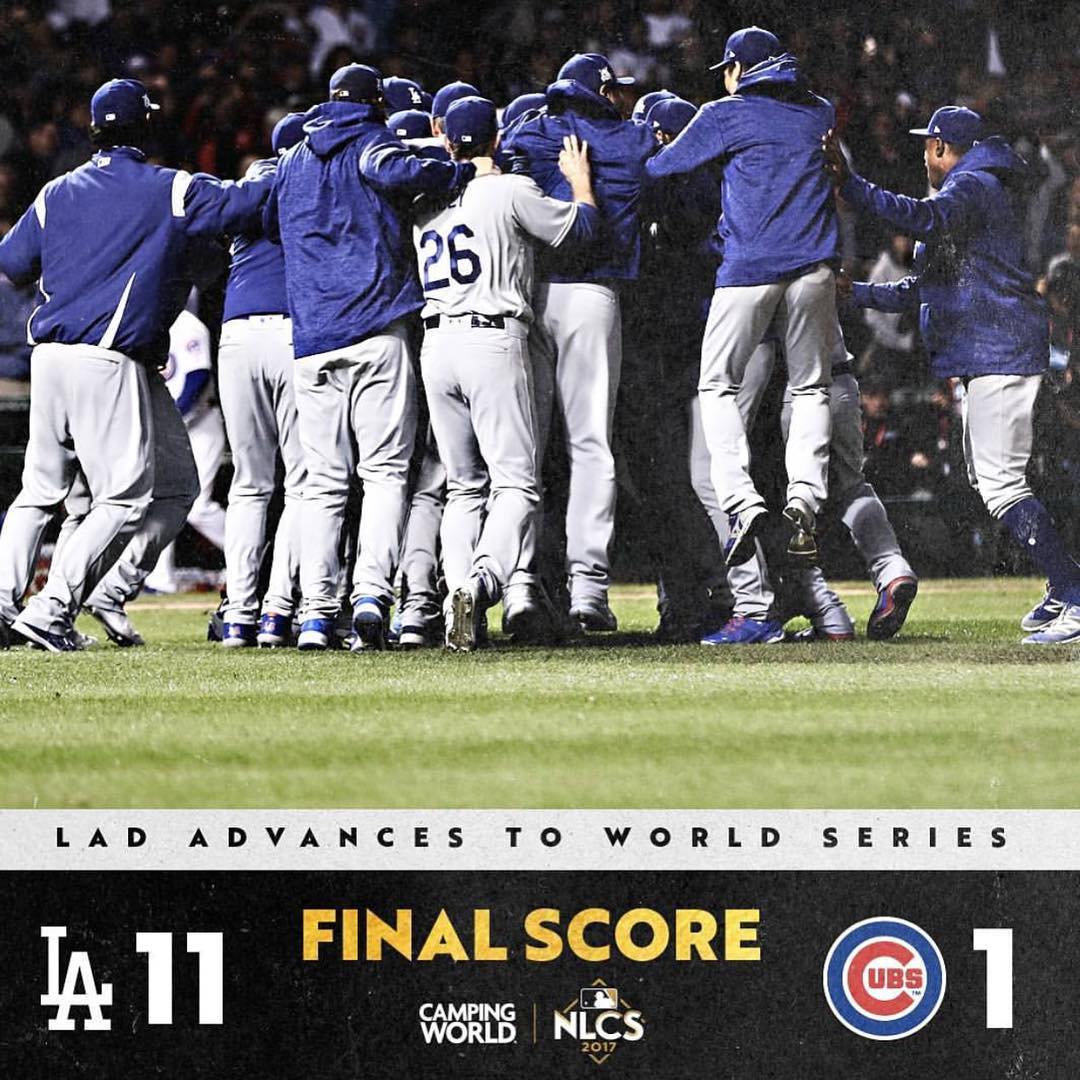 26
LAD ADVANCES TO WORLD SERIES
LA 11
FINAL SCORE
CAMPING
WORLD
NLCS
2017
CUBS
1